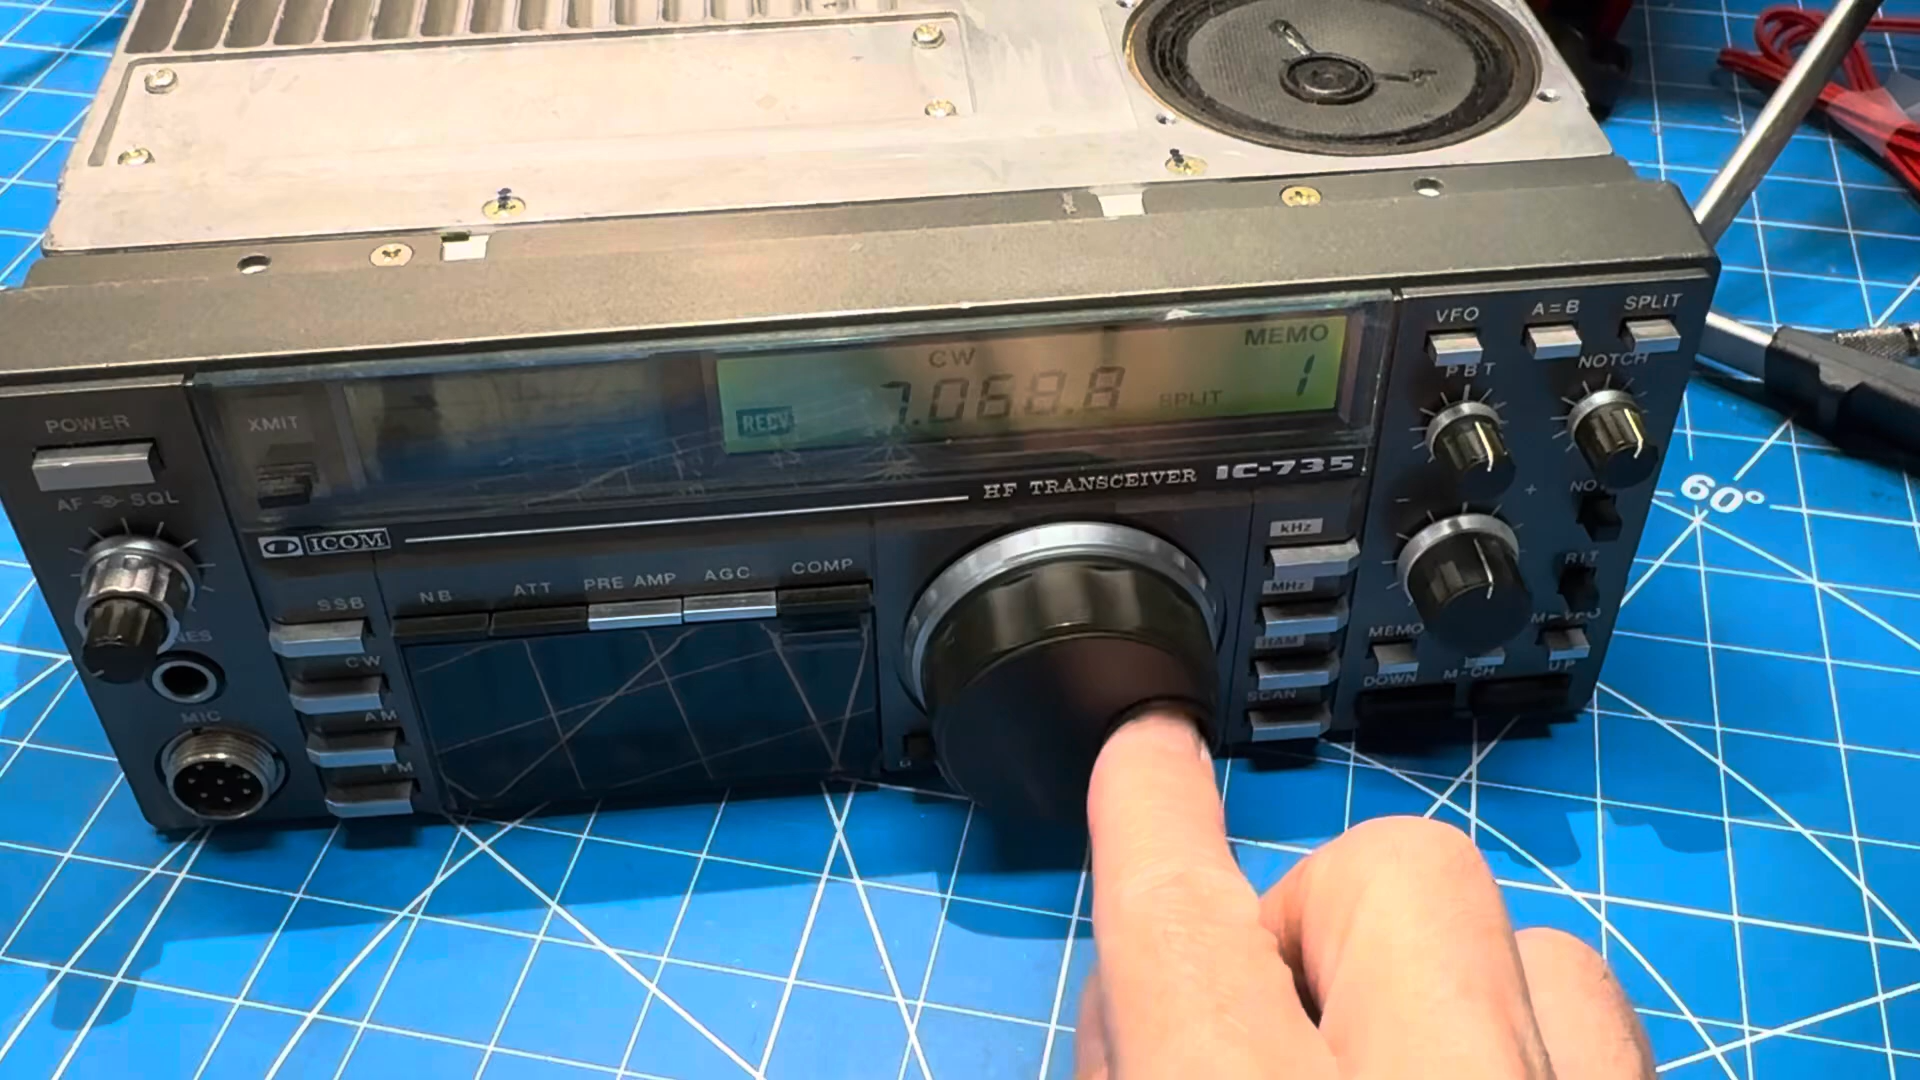 MEMO
VFO
A=B
SPLIT
CW
7.068.8
SPLIT
1
RECV
PBT
NOTCH
POWER
XMIT
HF TRANSCEIVER IC-735
AF
SQL
ICOM
NB
ATT
PRE AMP
AGC
COMP
kHz
MHz
SSB
CW
AM
FM
MIC
SCAN
RIT
MEMO
DOWN
M-CH
UP
60°